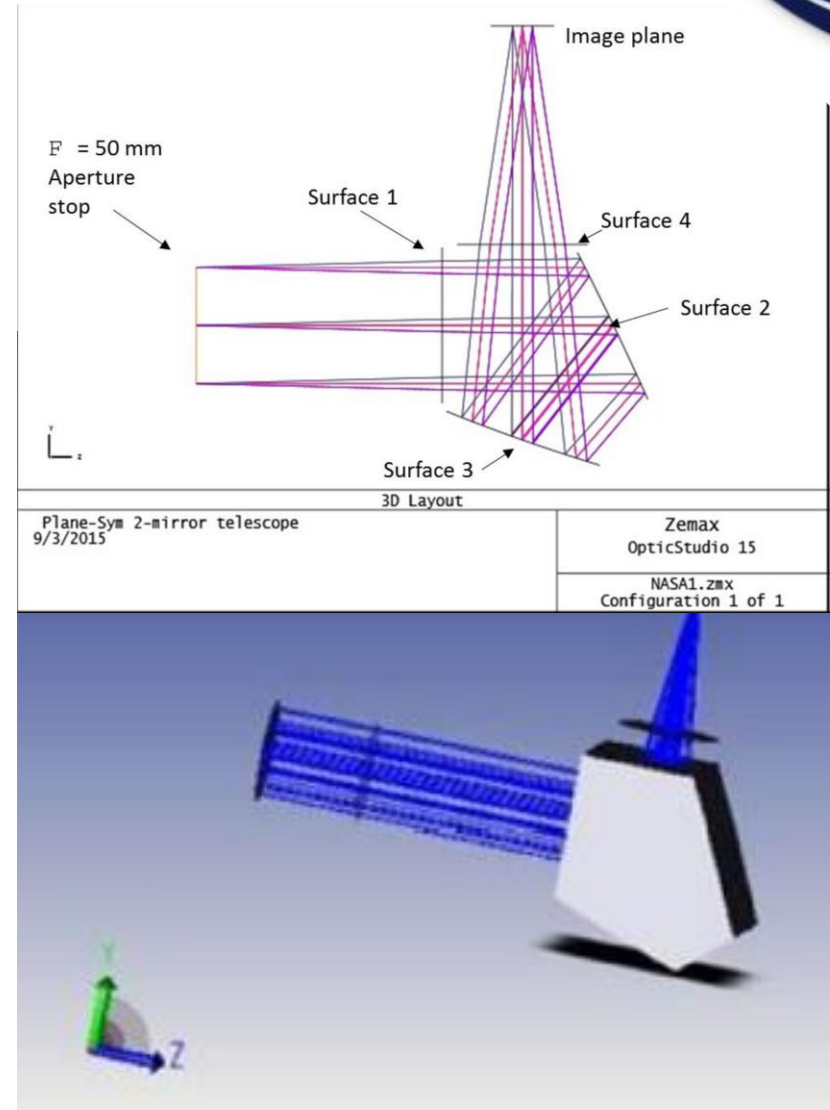 Image plane
F = 50 mm
Aperture
stop
Surface 1
Surface 4
Surface 2
Surface 3
Y
Z
3D Layout
Plane-Sym 2-mirror telescope
9/3/2015
Zemax
OpticStudio 15
NASA1.zmx
Configuration 1 of 1
Y
Z